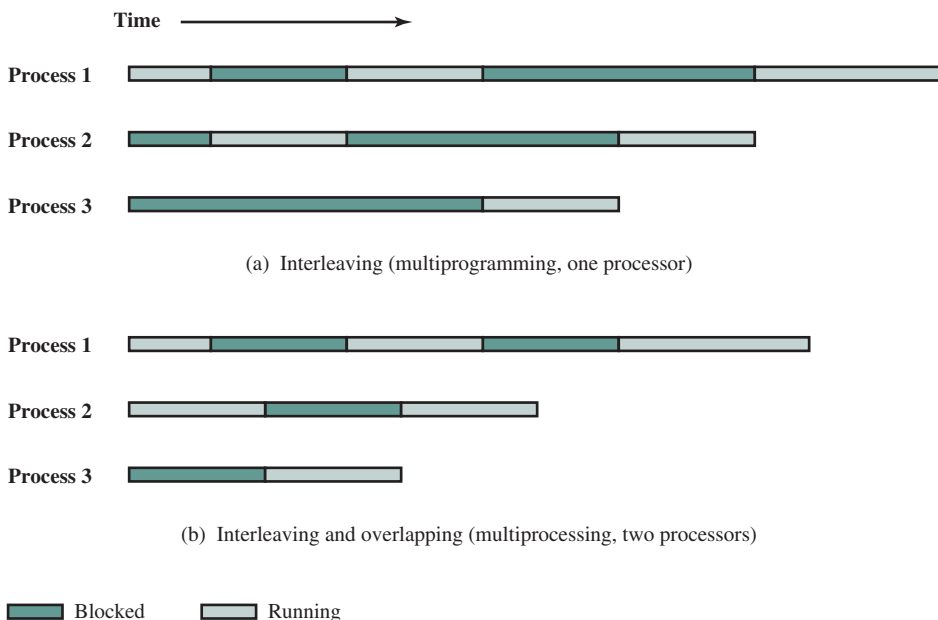 Time
Process 1
Process 2
Process 3
(a) Interleaving (multiprogramming, one processor)
Process 1
Process 2
Process 3
(b) Interleaving and overlapping (multiprocessing, two processors)
Blocked Running